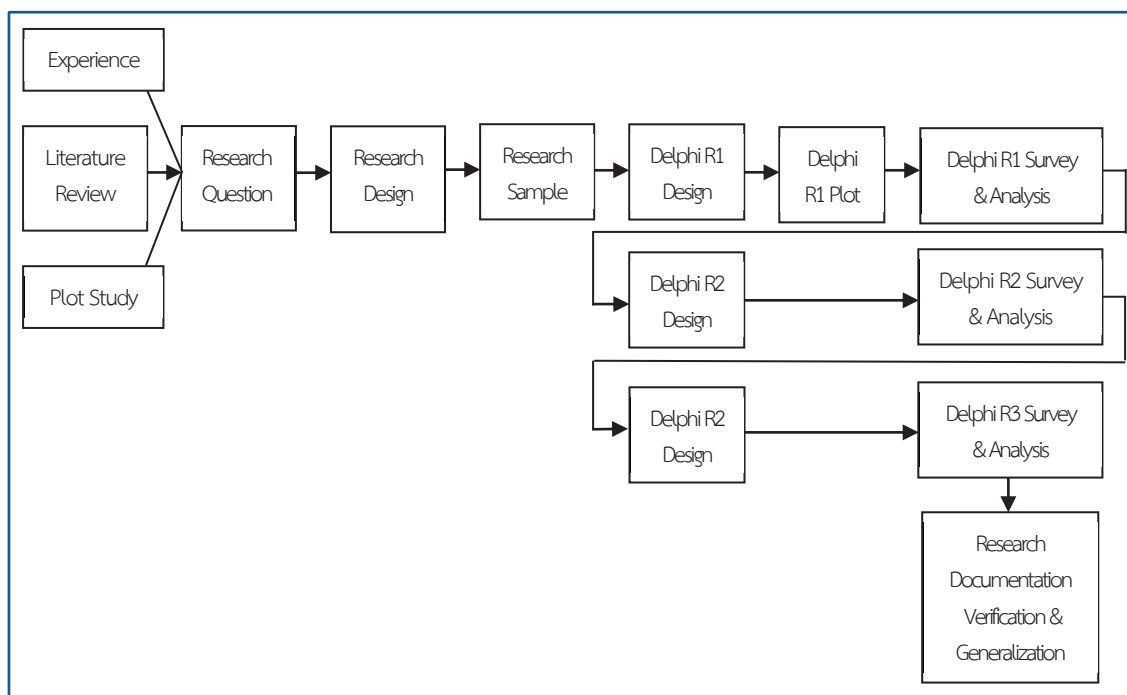 Experience
Literature
Review
Plot Study
Research
Question
Research
Design
Research
Sample
Delphi R1
Design
Delphi
R1 Plot
Delphi R1 Survey
& Analysis
Delphi R2
Design
Delphi R2 Survey
& Analysis
Delphi R2
Design
Delphi R3 Survey
& Analysis
Research
Documentation
Verification &
Generalization